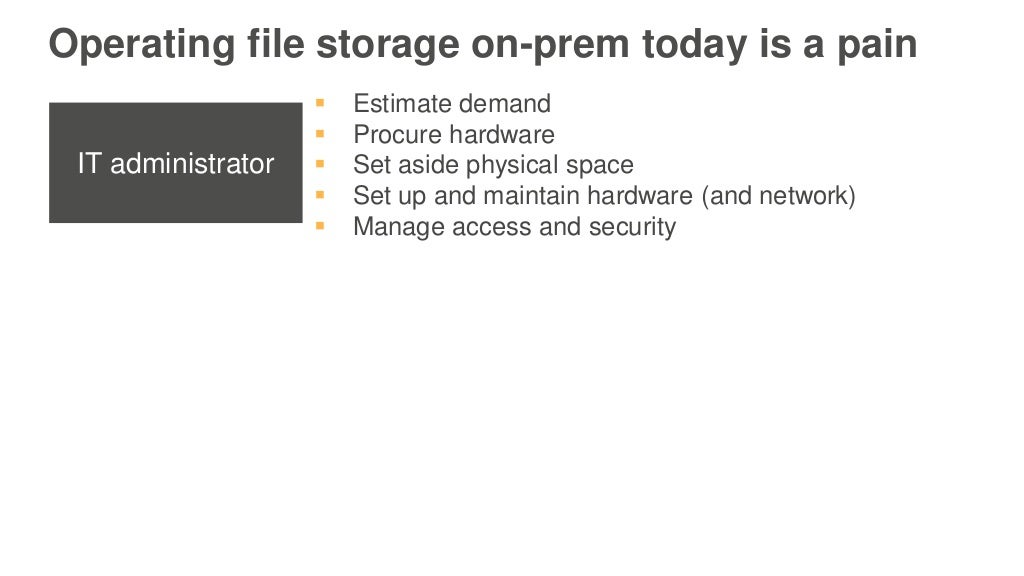 Operating file storage on-prem today is a pain
IT administrator
▪ Estimate demand
▪ Procure hardware
▪ Set aside physical space
▪ Set up and maintain hardware (and network)
▪ Manage access and security